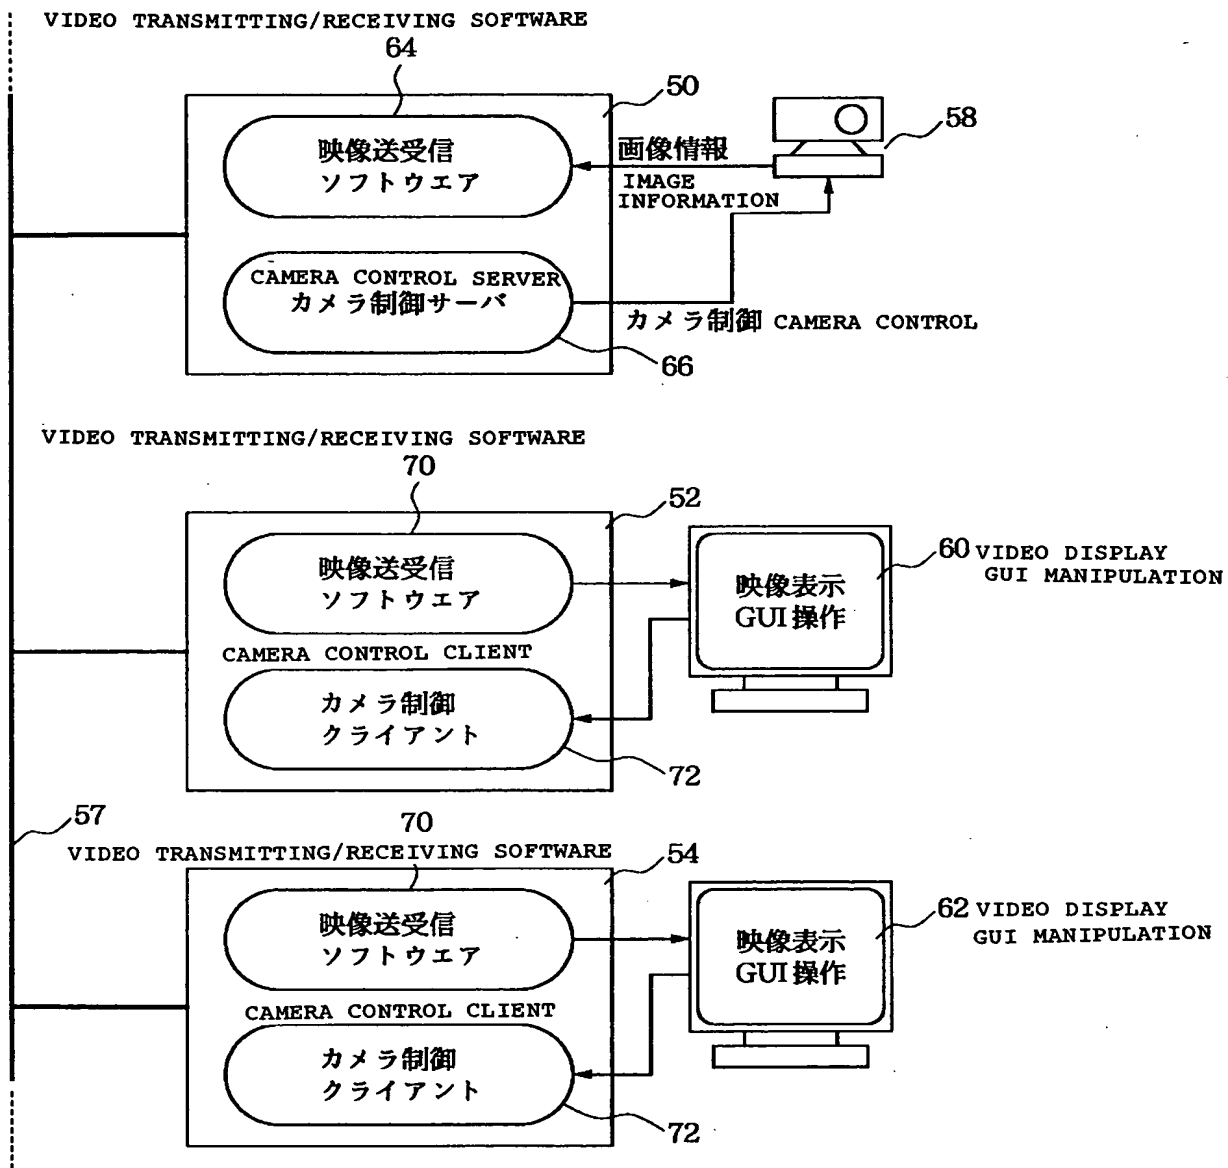 VIDEO TRANSMITTING/RECEIVING SOFTWARE
64
50
58
映像送受信
ソフトウエア
画像情報
IMAGE
INFORMATION
CAMERA CONTROL SERVER
カメラ制御サーバ
カメラ制御 CAMERA CONTROL
66
VIDEO TRANSMITTING/RECEIVING SOFTWARE
70
52
映像送受信
ソフトウエア
60 VIDEO DISPLAY
GUI MANIPULATION
映像表示
GUI操作
CAMERA CONTROL CLIENT
カメラ制御
クライアント
72
57
70
VIDEO TRANSMITTING/RECEIVING SOFTWARE
54
映像送受信
ソフトウエア
62 VIDEO DISPLAY
GUI MANIPULATION
映像表示
GUI操作
CAMERA CONTROL CLIENT
カメラ制御
クライアント
72